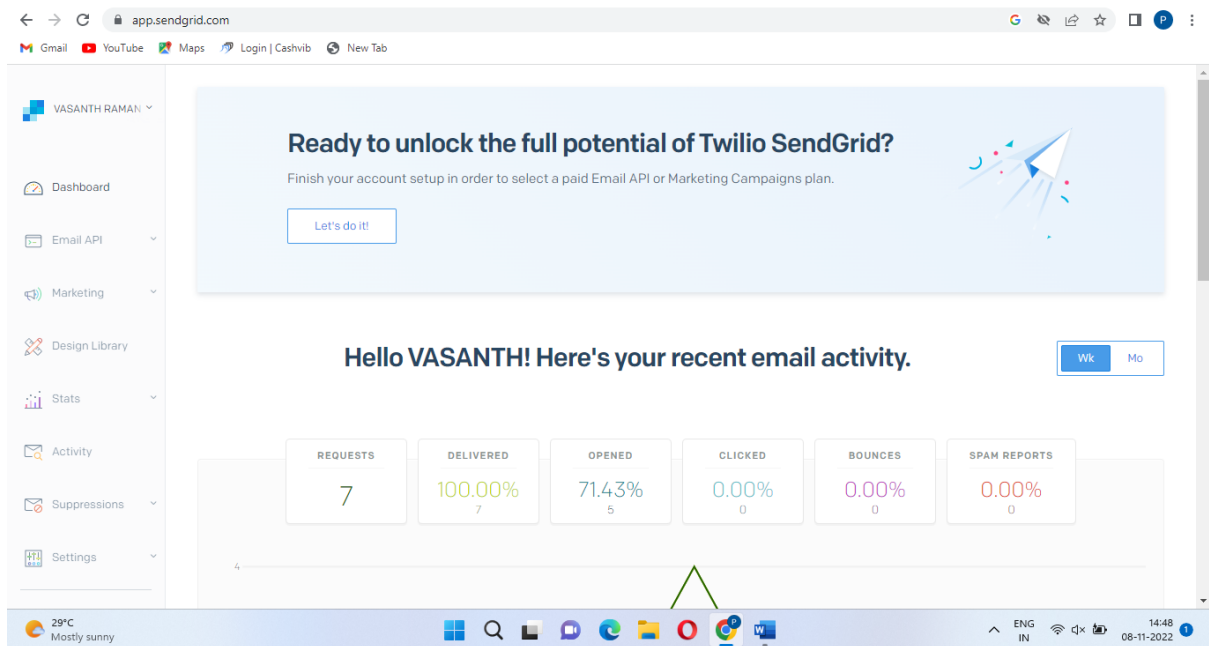 app.sendgrid.com
G
P
M Gmail YouTube Maps Login | Cashvib New Tab
VASANTH RAMAN
Ready to unlock the full potential of Twilio SendGrid?
Finish your account setup in order to select a paid Email API or Marketing Campaigns plan.
Let's do it!
Dashboard
Email API
Marketing
Design Library
Stats
Activity
Suppressions
Settings
Hello VASANTH! Here's your recent email activity.
Wk Mo
REQUESTS DELIVERED OPENED CLICKED BOUNCES SPAM REPORTS
7 100.00% 71.43% 0.00% 0.00% 0.00%
7 5 0 0 0
4
29°C
Mostly sunny
P
W
ENG
IN
14:48
08-11-2022
1